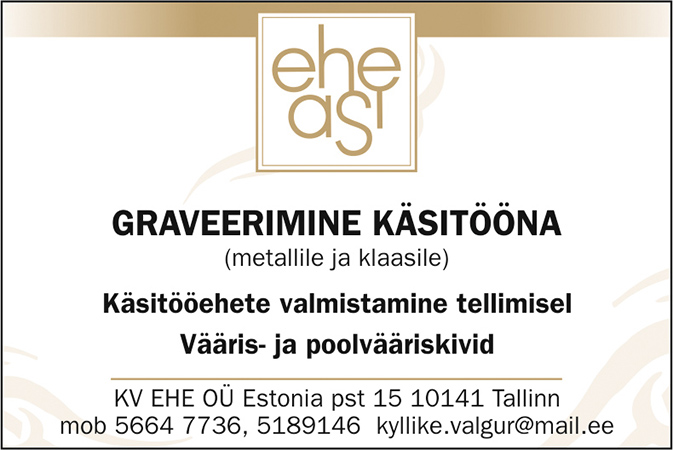 ehe
asi
GRAVEERIMINE KÄSITÖÖNA
(metallile ja klaasile)
Käsitööehete valmistamine tellimisel
Vääris- ja poolvääriskivid
KV EHE OÜ Estonia pst 15 10141 Tallinn
mob 5664 7736, 5189146 kyllike.valgur@mail.ee